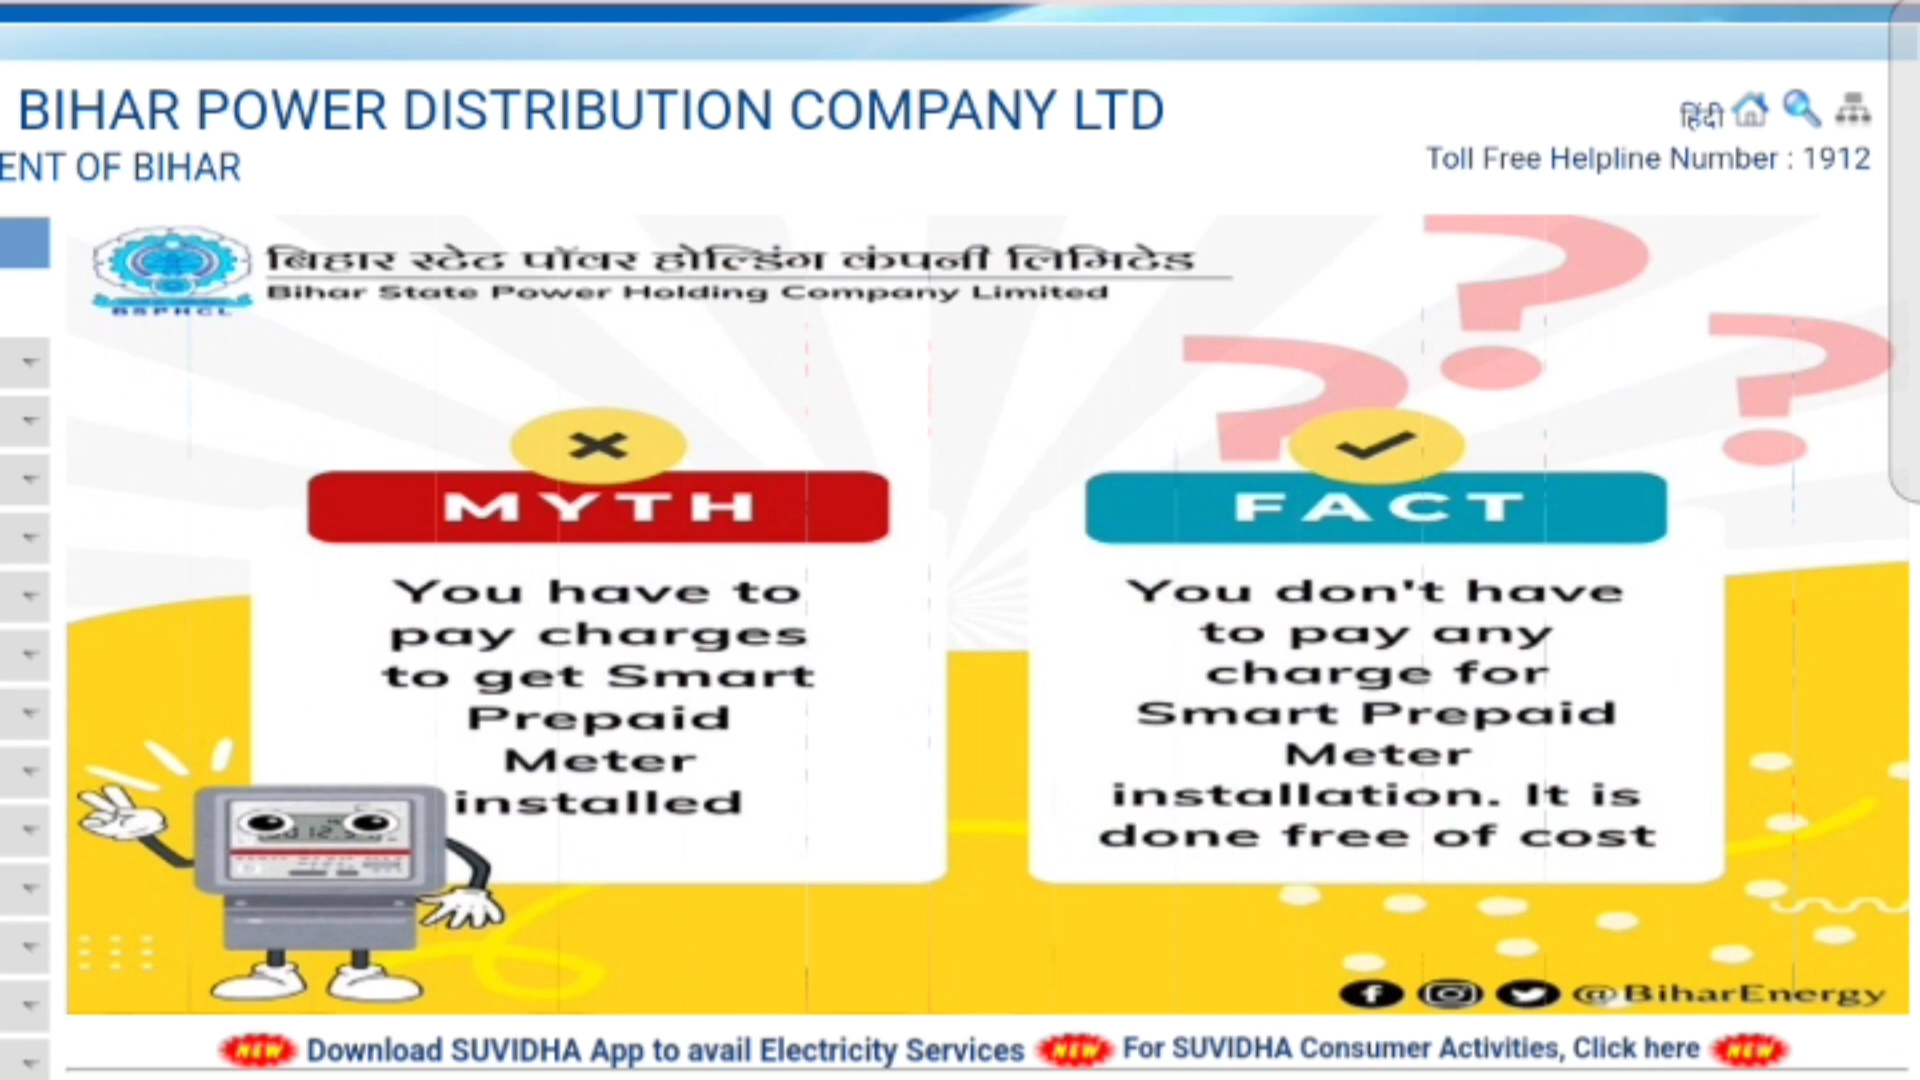 BIHAR POWER DISTRIBUTION COMPANY LTD
ENT OF BIHAR
हिंदी
Toll Free Helpline Number : 1912
बिहार स्टेट पॉवर होल्डिंग कंपनी लिमिटेड
Bihar State Power Holding Company Limited
BSPHCL
MYTH
You have to
pay charges
to get Smart
Prepaid
Meter
installed
FACT
You don't have
to pay any
charge for
Smart Prepaid
Meter
installation. It is
done free of cost
@BiharEnergy
NEW Download SUVIDHA App to avail Electricity Services NEW For SUVIDHA Consumer Activities, Click here NEW